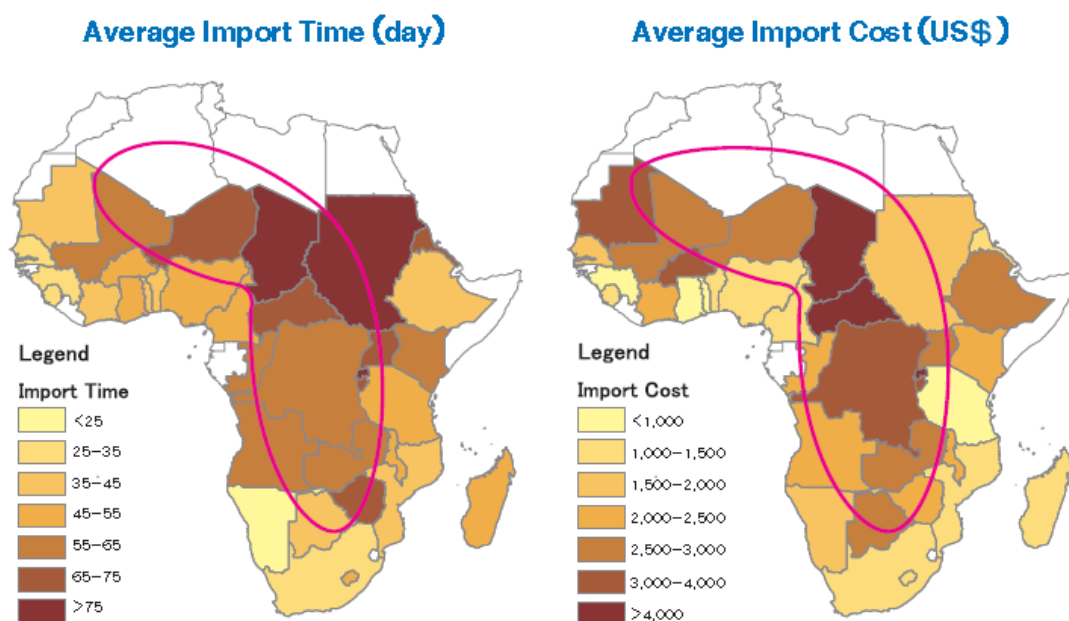 Average Import Time (day)
Average Import Cost (US$)
Legend
Import Time
<25
25-35
35-45
45-55
55-65
65-75
>75
Legend
Import Cost
<1,000
1,000-1,500
1,500-2,000
2,000-2,500
2,500-3,000
3,000-4,000
>4,000